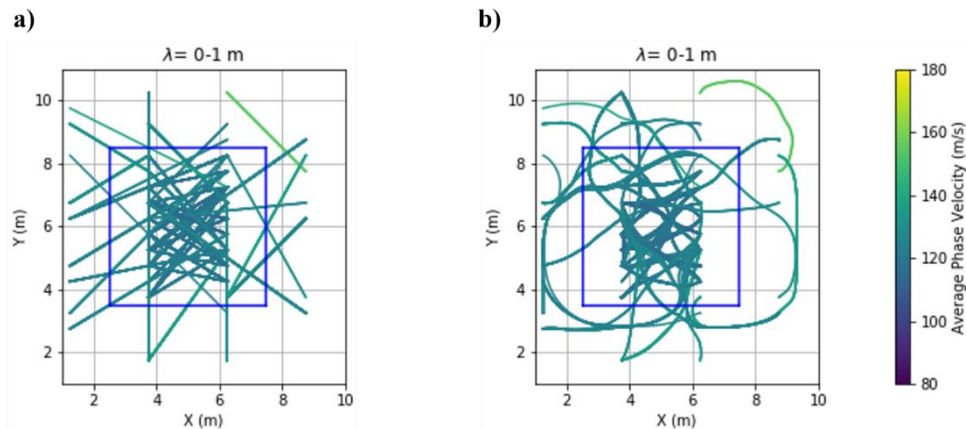 a)
λ= 0-1 m
10
8
6
4
2
Y (m)
2 4 6 8 10
X (m)
b)
λ= 0-1 m
10
8
6
4
2
Y (m)
2 4 6 8 10
X (m)
180
160
140
120
100
80
Average Phase Velocity (m/s)